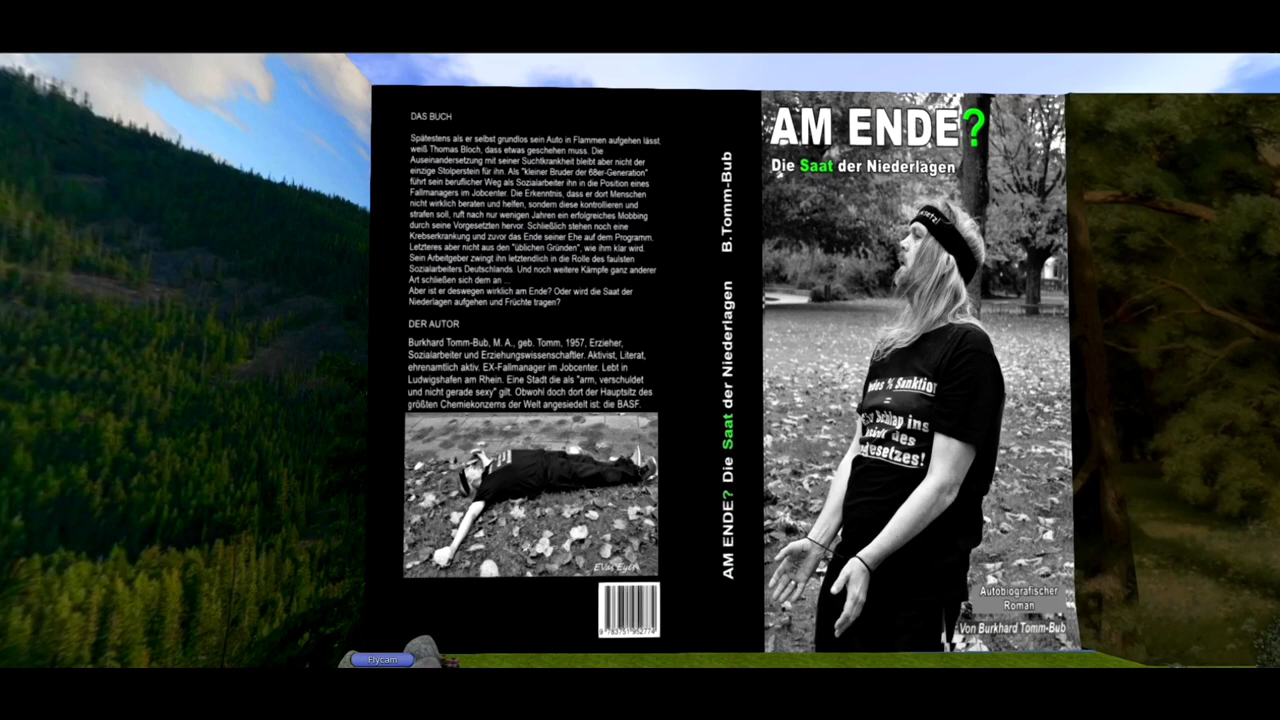 DAS BUCH
Spätestens als er selbst grundlos sein Auto in Flammen aufgehen lässt,
weiß Thomas Bloch, dass etwas geschehen muss. Die
Auseinandersetzung mit seiner Suchtkrankheit bleibt aber nicht der
einzige Stolperstein für ihn. Als "kleiner Bruder der 68er-Generation"
führt sein beruflicher Weg als Sozialarbeiter ihn in die Position eines
Fallmanagers im Jobcenter. Die Erkenntnis, dass er dort Menschen
nicht wirklich beraten und helfen, sondern diese kontrollieren und
strafen soll, ruft nach nur wenigen Jahren ein erfolgreiches Mobbing
durch seine Vorgesetzten hervor. Schließlich stehen noch eine
Krebserkrankung und zuvor das Ende seiner Ehe auf dem Programm.
Letzteres aber nicht aus den "üblichen Gründen", wie ihm klar wird.
Sein Arbeitgeber zwingt ihn letztendlich in die Rolle des faulsten
Sozialarbeiters Deutschlands. Und noch weitere Kämpfe ganz anderer
Art schließen sich dem an ...
Aber ist er deswegen wirklich am Ende? Oder wird die Saat der
Niederlagen aufgehen und Früchte tragen?
DER AUTOR
Burkhard Tomm-Bub, M. A., geb. Tomm, 1957, Erzieher,
Sozialarbeiter und Erziehungswissenschaftler. Aktivist, Literat,
ehrenamtlich aktiv. EX-Fallmanager im Jobcenter. Lebt in
Ludwigshafen am Rhein. Eine Stadt die als "arm, verschuldet
und nicht gerade sexy" gilt. Obwohl doch dort der Hauptsitz des
größten Chemiekonzerns der Welt angesiedelt ist: die BASF.
EVas Eyes
9 783751 952774
AM ENDE? Die Saat der Niederlagen B.Tomm-Bub
AM ENDE?
Die Saat der Niederlagen
% Sanktion
=
Schlag ins
des
Autobiografischer
Roman
Von Burkhard Tomm-Bub
Flycam